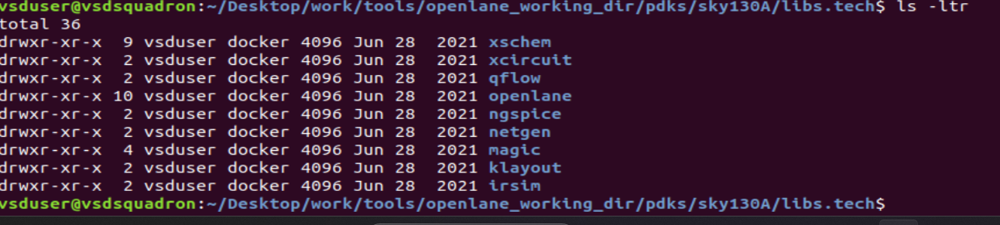 vsduser@vsdsquadron:~/Desktop/work/tools/openlane_working_dir/pdks/sky130A/libs.tech$ ls -ltr
total 36
drwxr-xr-x  9 vsduser docker 4096 Jun 28  2021 xschem
drwxr-xr-x  2 vsduser docker 4096 Jun 28  2021 xcircuit
drwxr-xr-x  2 vsduser docker 4096 Jun 28  2021 qflow
drwxr-xr-x 10 vsduser docker 4096 Jun 28  2021 openlane
drwxr-xr-x  2 vsduser docker 4096 Jun 28  2021 ngspice
drwxr-xr-x  2 vsduser docker 4096 Jun 28  2021 netgen
drwxr-xr-x  4 vsduser docker 4096 Jun 28  2021 magic
drwxr-xr-x  2 vsduser docker 4096 Jun 28  2021 klayout
drwxr-xr-x  2 vsduser docker 4096 Jun 28  2021 irsim
vsduser@vsdsquadron:~/Desktop/work/tools/openlane_working_dir/pdks/sky130A/libs.tech$